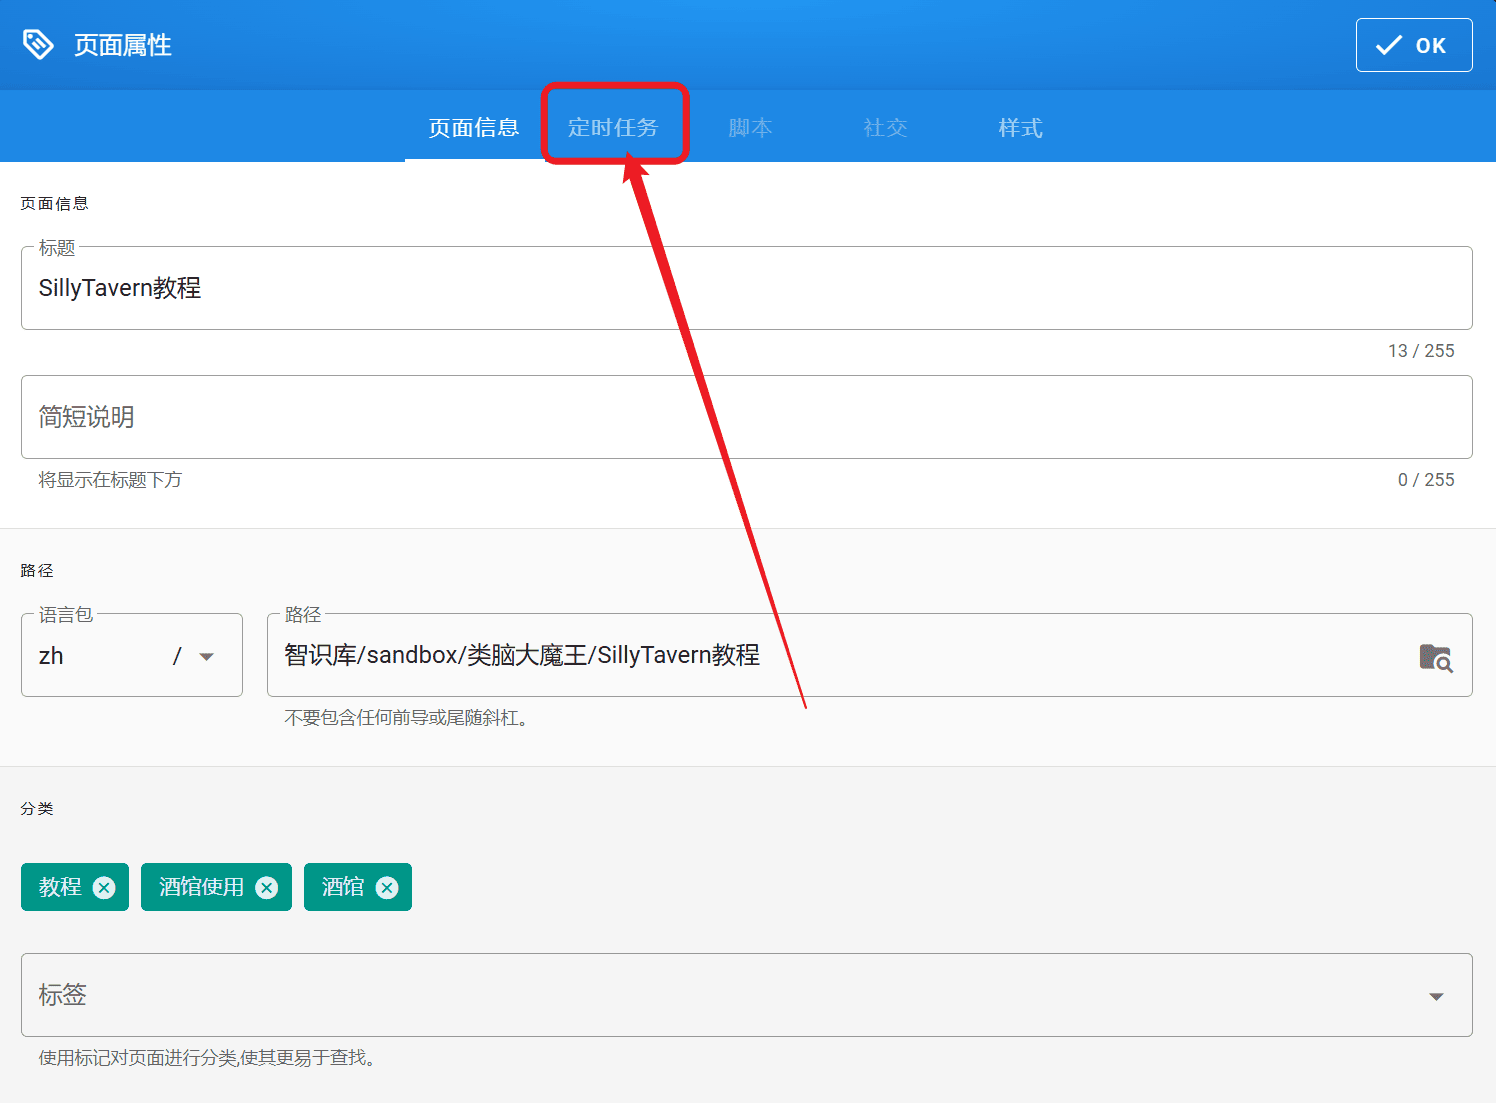 页面属性
OK
页面信息 定时任务 脚本 社交 样式
页面信息
标题
SillyTavern教程
13 / 255
简短说明
将显示在标题下方
0 / 255
路径
语言包
zh /
路径
智识库/sandbox/类脑大魔王/SillyTavern教程
不要包含任何前导或尾随斜杠。
分类
教程 酒馆使用 酒馆
标签
使用标记对页面进行分类,使其更易于查找。